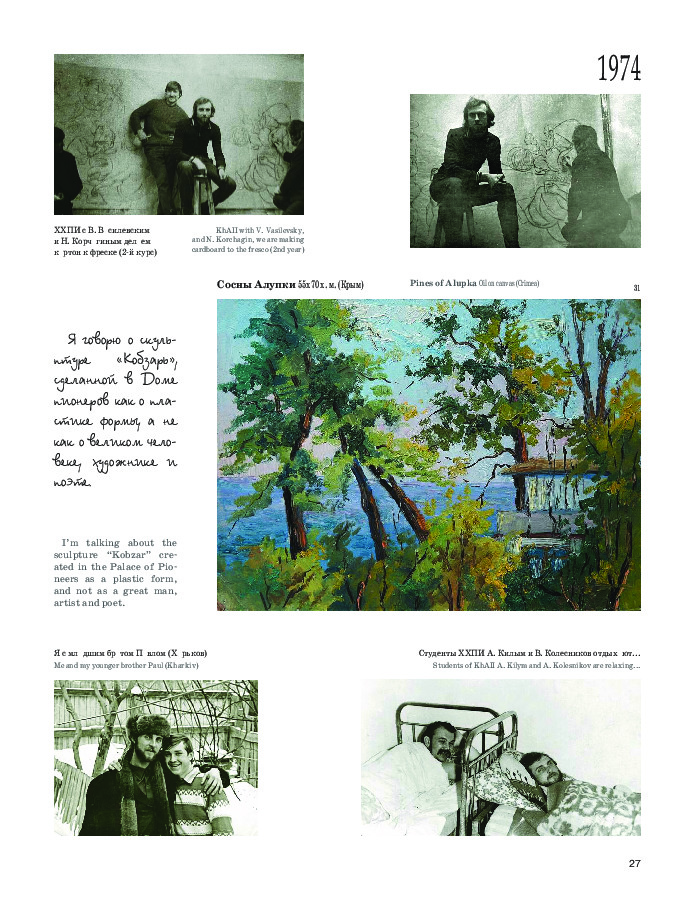 1974
ХХПИ с В. В силевским
и Н. Корч гиным дел ем
к ртон к фреске (2-й курс)
KhAII with V. Vasilevsky,
and N. Korchagin, we are making
cardboard to the fresco (2nd year)
Сосны Алупки 55х70 х. м. (Крым)
Pines of Alupka Oil on canvas (Crimea)
31
Я говорю о скуль-
птуре «Кобзарь»,
сделанной в Доме
пионеров как о пла-
стике формы, а не
как о великом чело-
веке, художнике и
поэте.
I'm talking about the
sculpture “Kobzar” cre-
ated in the Palace of Pio-
neers as a plastic form,
and not as a great man,
artist and poet.
Я с мл дшим бр том П влом (Х рьков)
Me and my younger brother Paul (Kharkiv)
Студенты ХХПИ А. Килым и В. Колесников отдых ют...
Students of KhAII A. Kilym and A. Kolesnikov are relaxing...
27